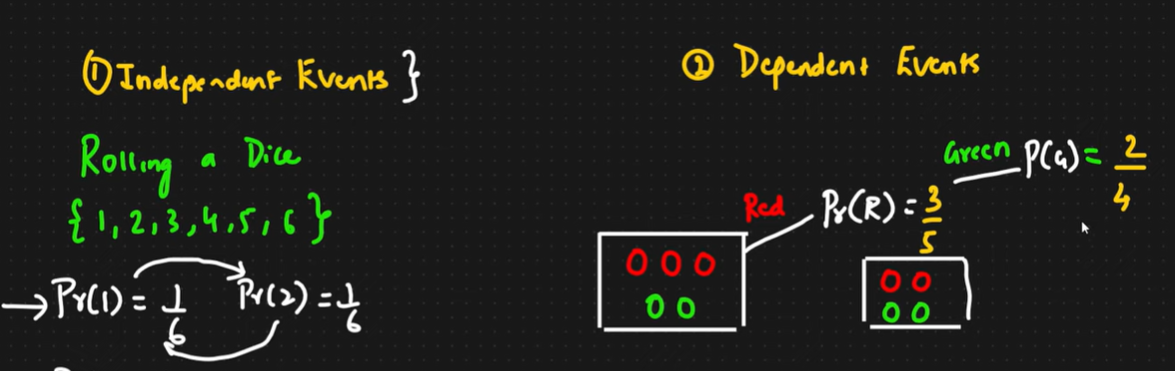 ① Independent Events }
Rolling a Dice
{ 1, 2, 3, 4, 5, 6 }
→ Pr(1) = 1/6 Pr(2) = 1/6
② Dependent Events
Green P(G) = 2/4
Red Pr(R) = 3/5